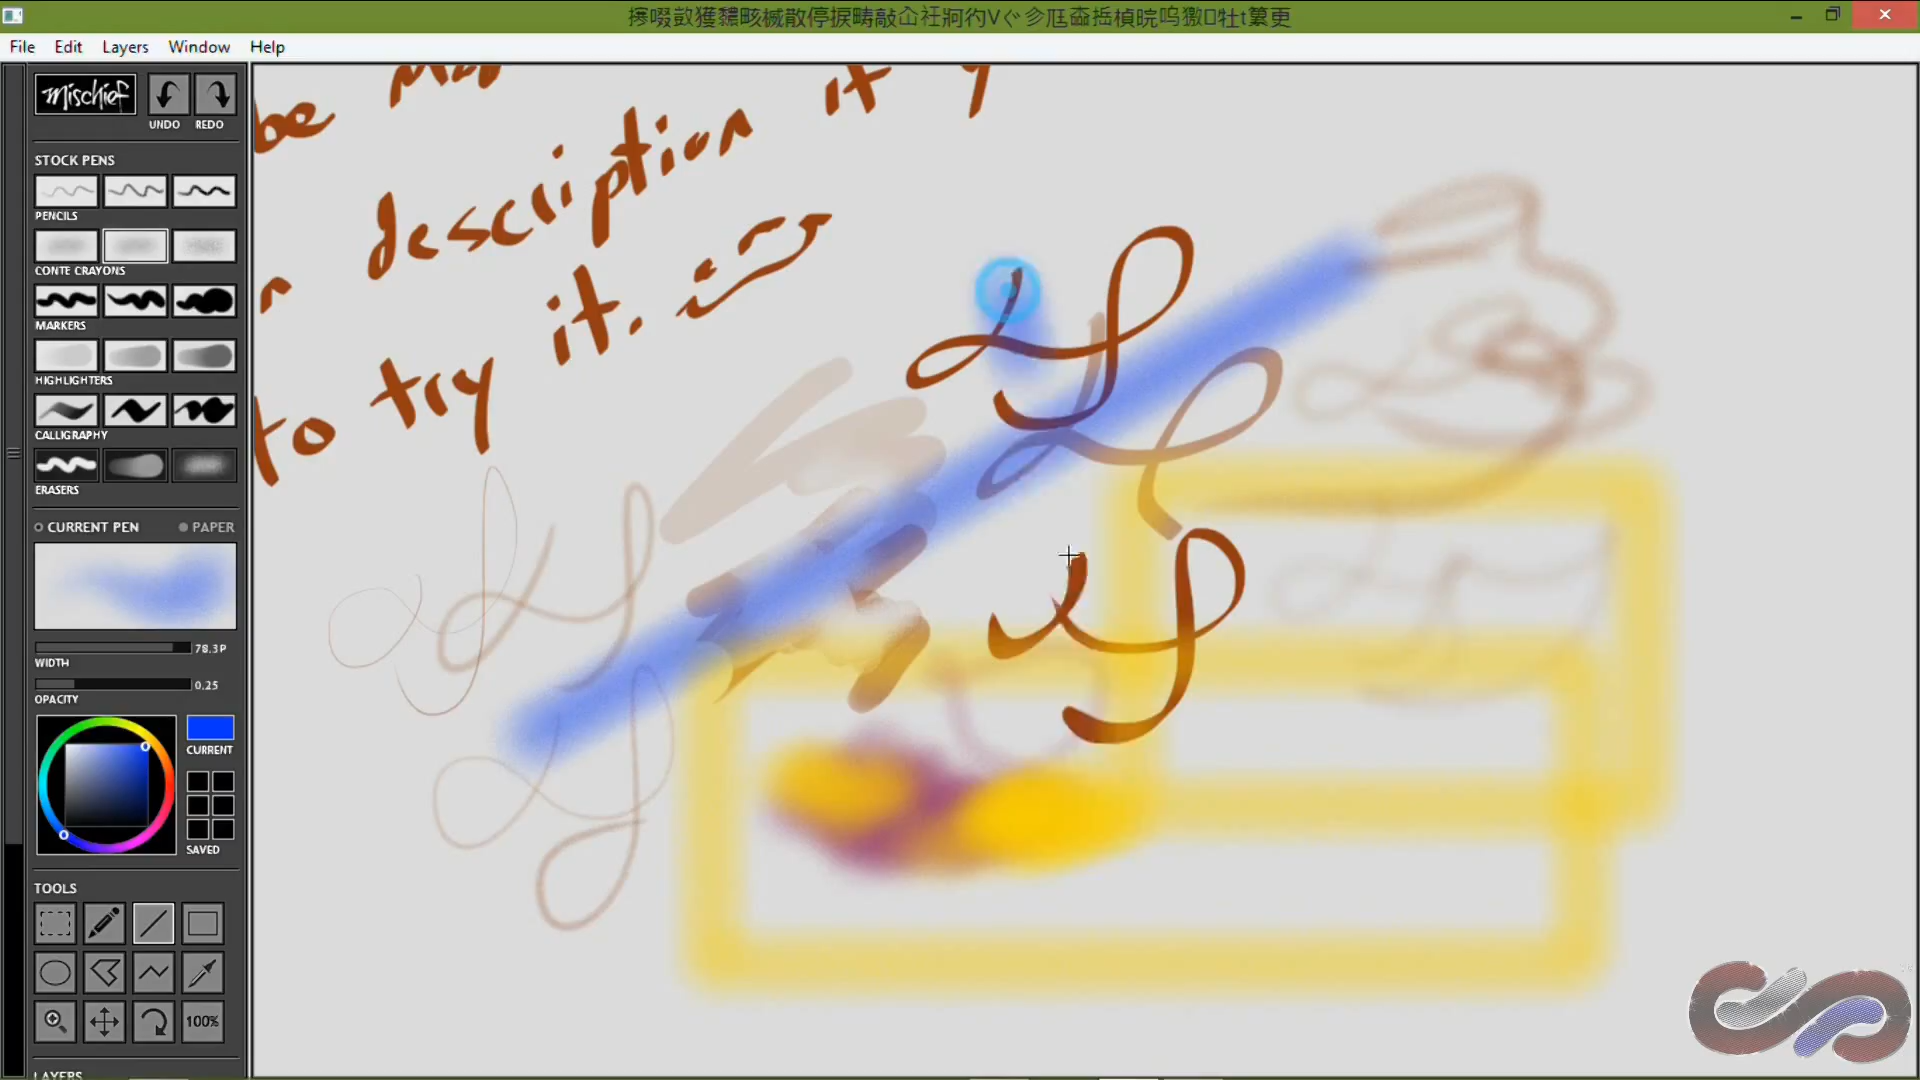 File Edit Layers Window Help
mischief
UNDO REDO
STOCK PENS
PENCILS
CONTE CRAYONS
MARKERS
HIGHLIGHTERS
CALLIGRAPHY
ERASERS
CURRENT PEN PAPER
78.3P
WIDTH
0.25
OPACITY
CURRENT
SAVED
TOOLS
100%
LAYERS
be
description it y
to try it.